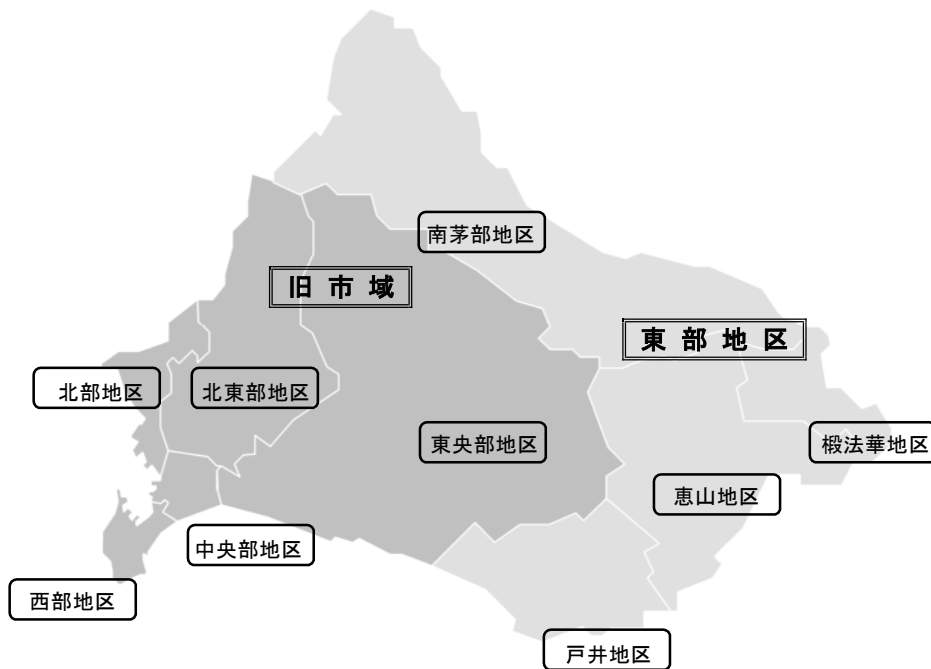 南茅部地区
旧市域
東部地区
北部地区
北東部地区
東央部地区
椴法華地区
恵山地区
中央部地区
西部地区
戸井地区